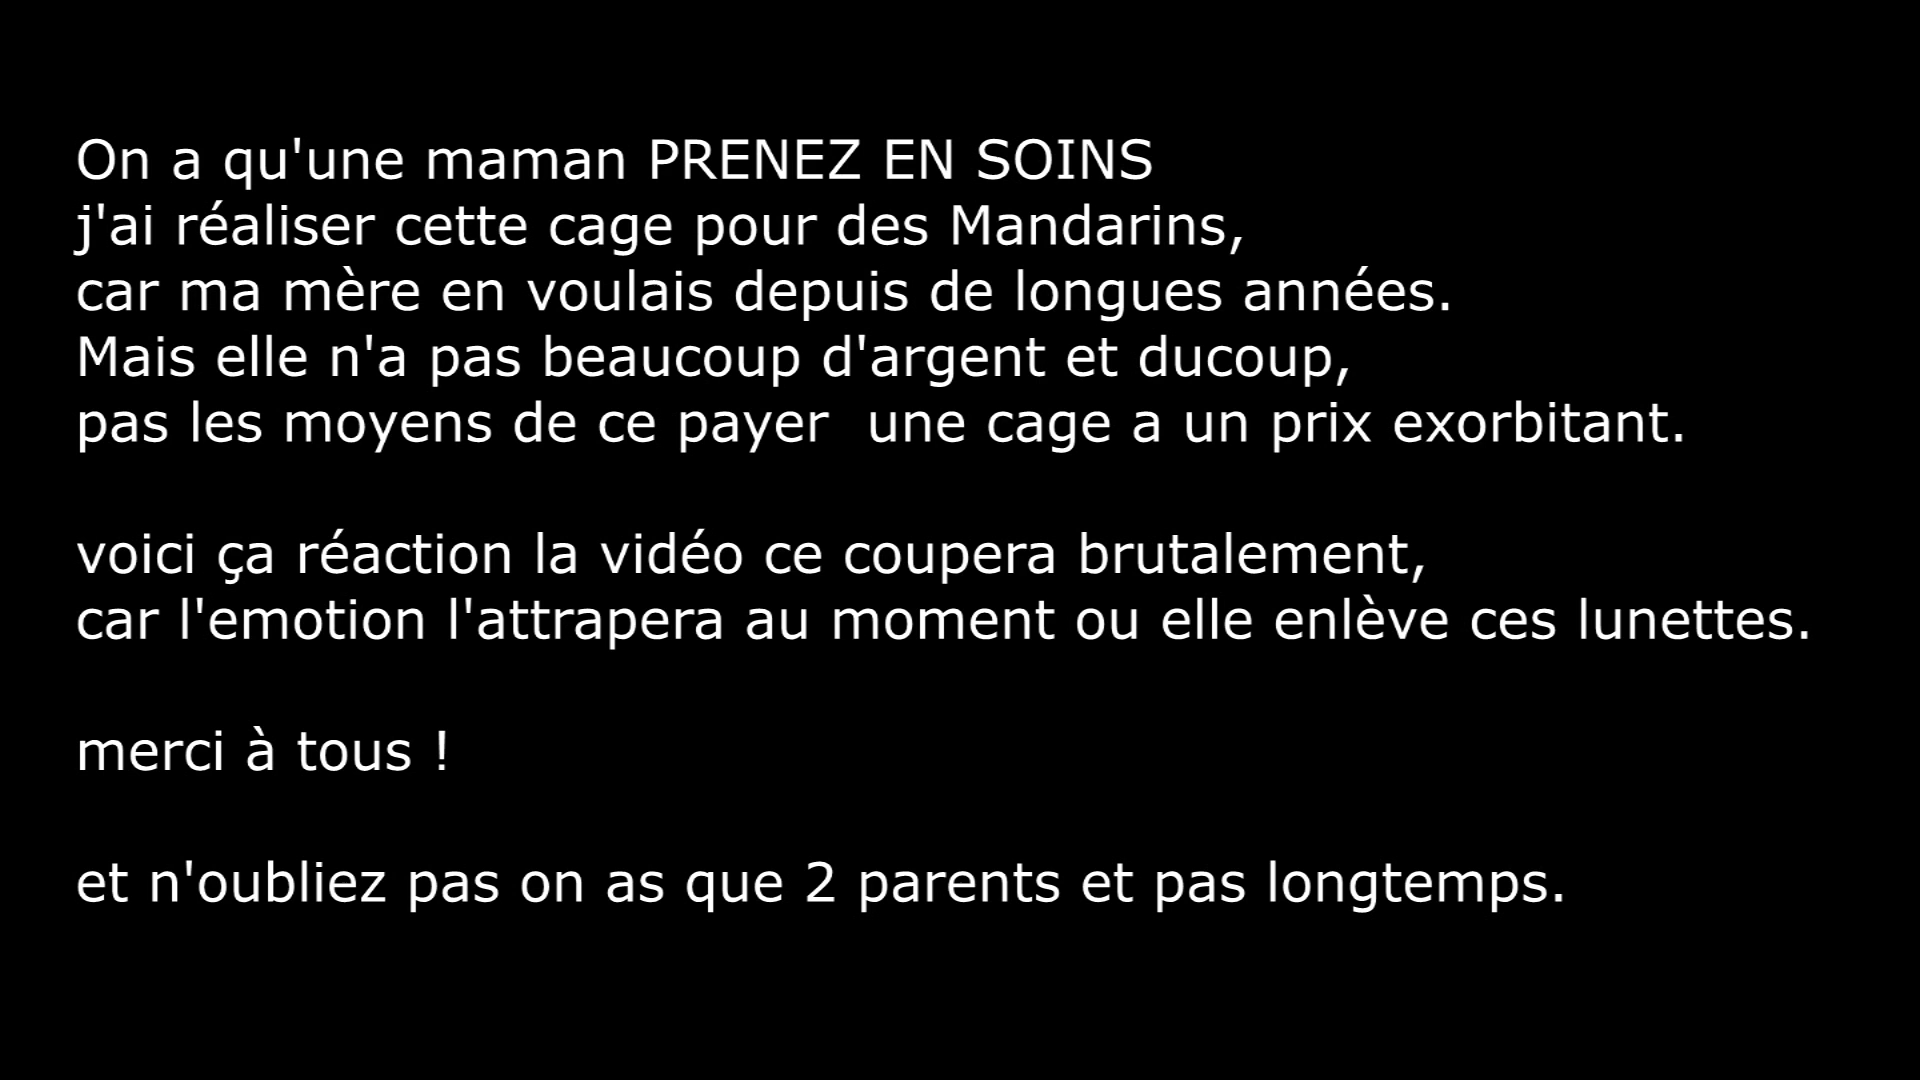 On a qu'une maman PRENEZ EN SOINS
j'ai réaliser cette cage pour des Mandarins,
car ma mère en voulais depuis de longues années.
Mais elle n'a pas beaucoup d'argent et ducoup,
pas les moyens de ce payer  une cage a un prix exorbitant.
voici ça réaction la vidéo ce coupera brutalement,
car l'emotion l'attrapera au moment ou elle enlève ces lunettes.
merci à tous !
et n'oubliez pas on as que 2 parents et pas longtemps.